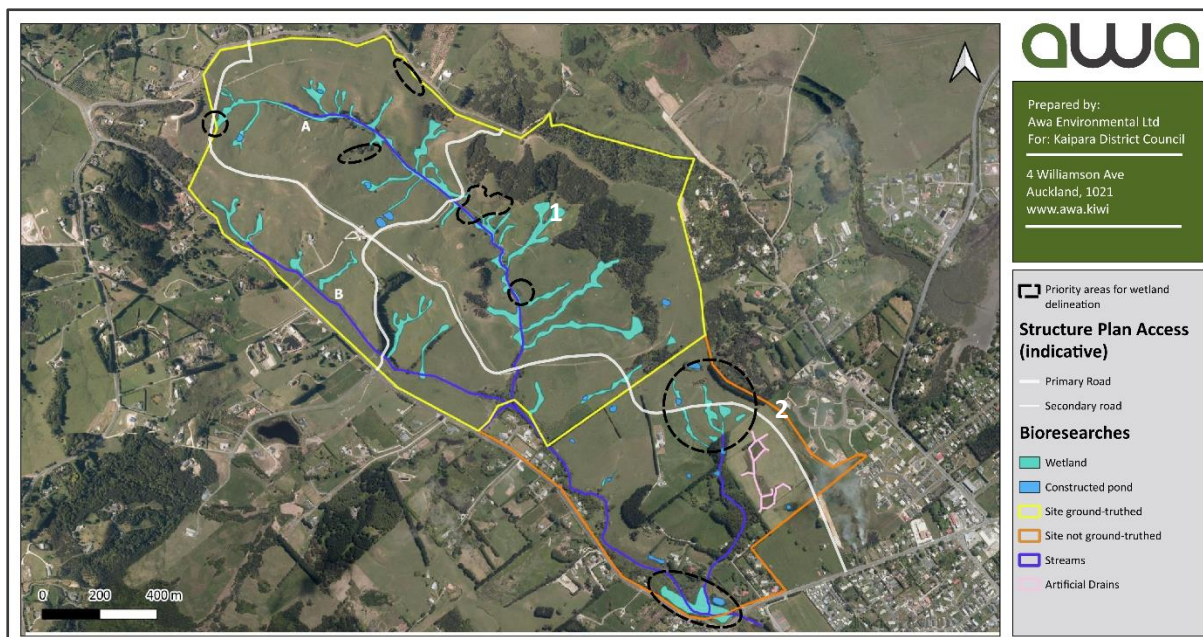 A
1
B
2
0 200 400 m
awa
Prepared by:
Awa Environmental Ltd
For: Kaipara District Council
4 Williamson Ave
Auckland, 1021
www.awa.kiwi
Priority areas for wetland
delineation
Structure Plan Access
(indicative)
Primary Road
Secondary road
Bioresearches
Wetland
Constructed pond
Site ground-truthed
Site not ground-truthed
Streams
Artificial Drains